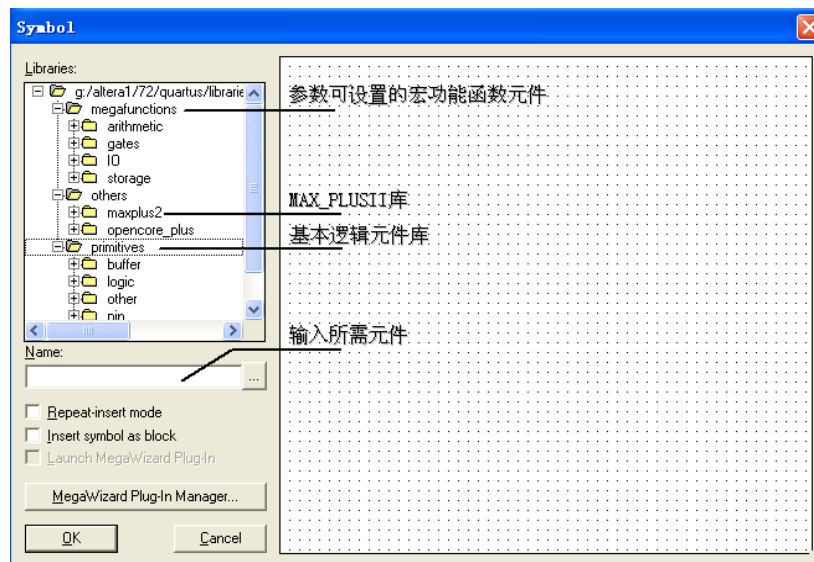 Symbol
Libraries:
g:/altera1/72/quartus/librarie
megafunctions
arithmetic
gates
IO
storage
others
maxplus2
opencore_plus
primitives
buffer
logic
other
pin
参数可设置的宏功能函数元件
MAX_PLUSII库
基本逻辑元件库
输入所需元件
Name:
...
Repeat-insert mode
Insert symbol as block
Launch MegaWizard Plug-In
MegaWizard Plug-In Manager...
OK
Cancel